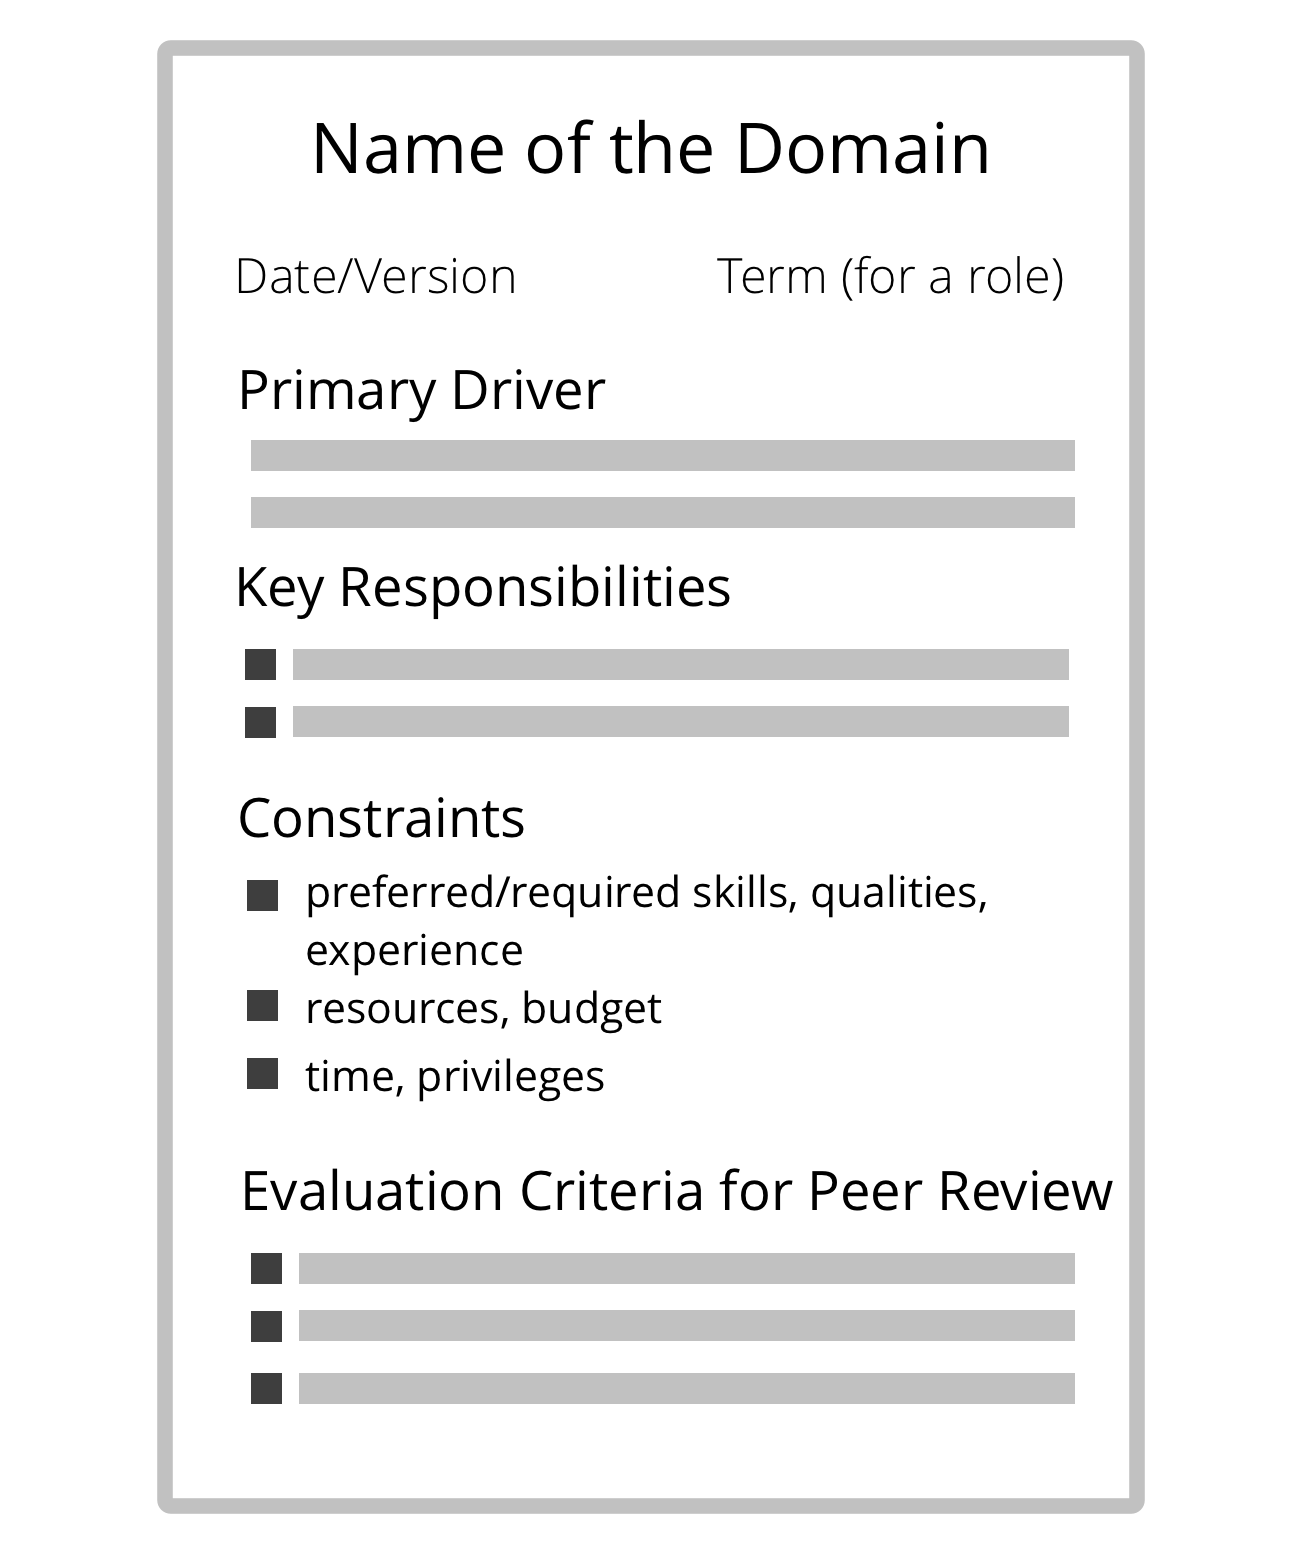 Name of the Domain
Date/Version
Term (for a role)
Primary Driver
Key Responsibilities
Constraints
preferred/required skills, qualities,
experience
resources, budget
time, privileges
Evaluation Criteria for Peer Review